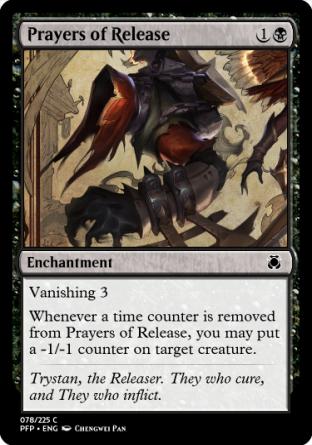 Prayers of Release 1
Enchantment
Vanishing 3
Whenever a time counter is removed
from Prayers of Release, you may put
a -1/-1 counter on target creature.
Trystan, the Releaser. They who cure,
and They who inflict.
078/225 C
PFP • ENG Chengwei Pan